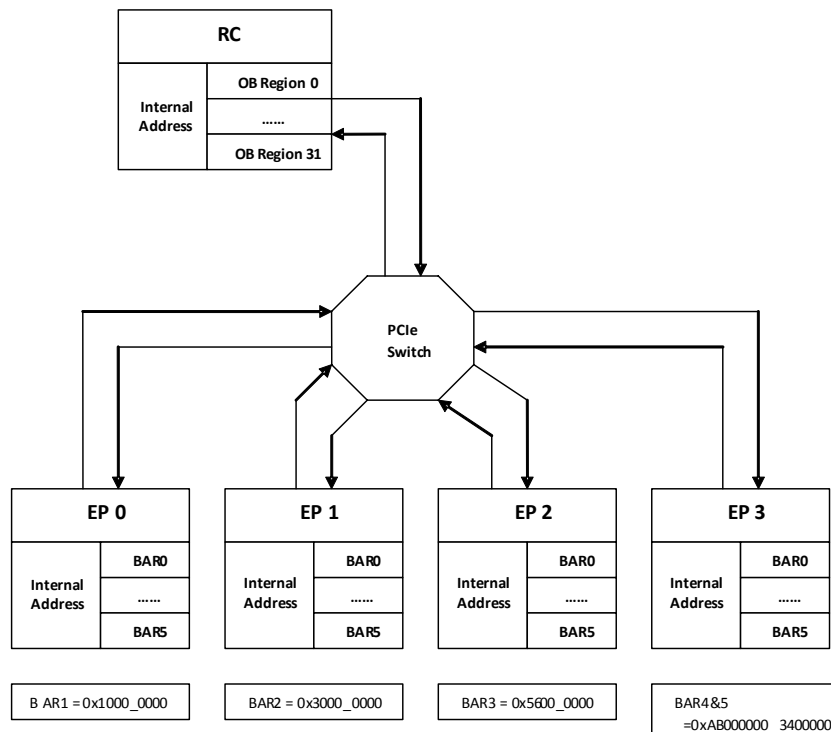 RC
Internal
Address
OB Region 0
......
OB Region 31
PCIe
Switch
EP 0
Internal
Address
BAR0
......
BAR5
EP 1
Internal
Address
BAR0
......
BAR5
EP 2
Internal
Address
BAR0
......
BAR5
EP 3
Internal
Address
BAR0
......
BAR5
B AR1 = 0x1000_0000
BAR2 = 0x3000_0000
BAR3 = 0x5600_0000
BAR4&5
=0xAB000000_3400000